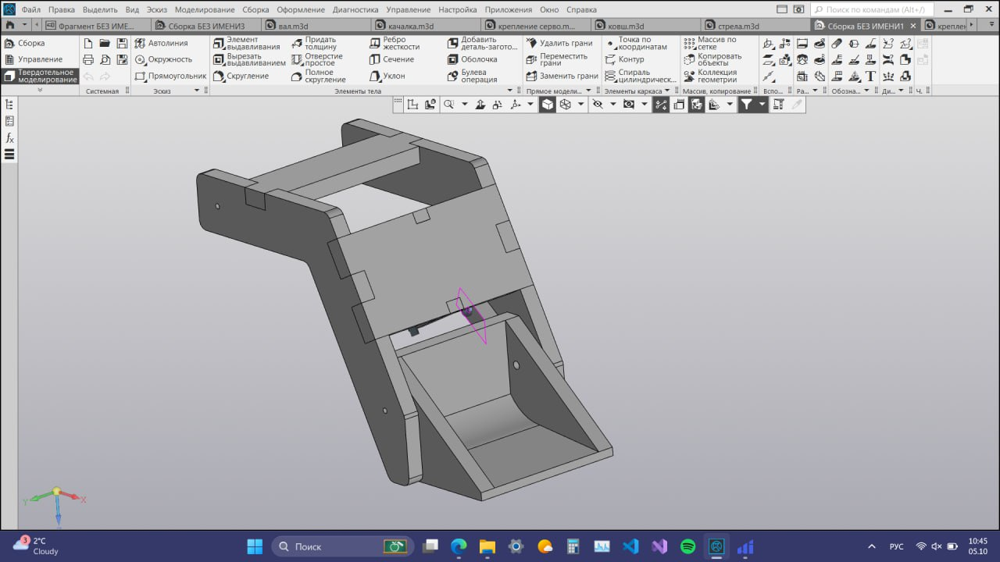 Файл Правка Выделить Вид Эскиз Моделирование Сборка Оформление Диагностика Управление Настройка Приложения Окно Справка
Поиск по командам (Alt+/)
Фрагмент БЕЗ ИМЕ... Сборка БЕЗ ИМЕНИ3 вал.m3d качалка.m3d крепление серво.m... ковш.m3d стрела.m3d Сборка БЕЗ ИМЕНИ1 креплен
Сборка
Управление
Твердотельное
моделирование
Системная
Автолиния
Окружность
Прямоугольник
Эскиз
Элемент
выдавливания
Вырезать
выдавливанием
Скругление
Придать
толщину
Отверстие
простое
Полное
скругление
Ребро
жесткости
Сечение
Уклон
Добавить
деталь-загото...
Оболочка
Булева
операция
Элементы тела
Удалить грани
Переместить
грани
Заменить грани
Прямое модели...
Точка по
координатам
Контур
Спираль
цилиндрическ...
Элементы каркаса
Массив по
сетке
Копировать
объекты
Коллекция
геометрии
Массив, копирование
Вспо...
Ра...
Обозна...
Ди...
Ч.
Y
X
3
2°C
Cloudy
Поиск
РУС
10:45
05.10